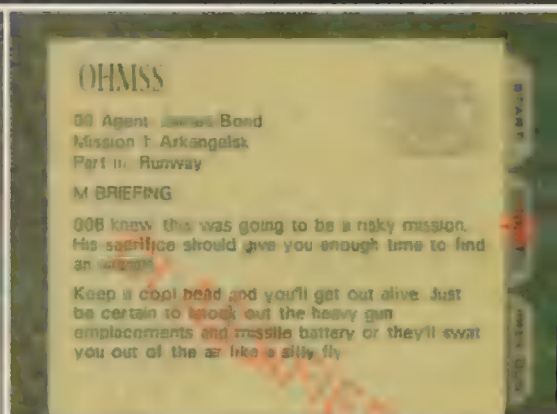 OHMSS
00 Agent: James Bond
Mission 1: Arkangelsk
Part iii: Runway
M BRIEFING
006 knew this was going to be a risky mission.
His sacrifice should give you enough time to find
an
Keep a cool head and you'll get out alive. Just
be certain to knock out the heavy gun
emplacements and missile battery or they'll swat
you out of the air like a silly fly
START